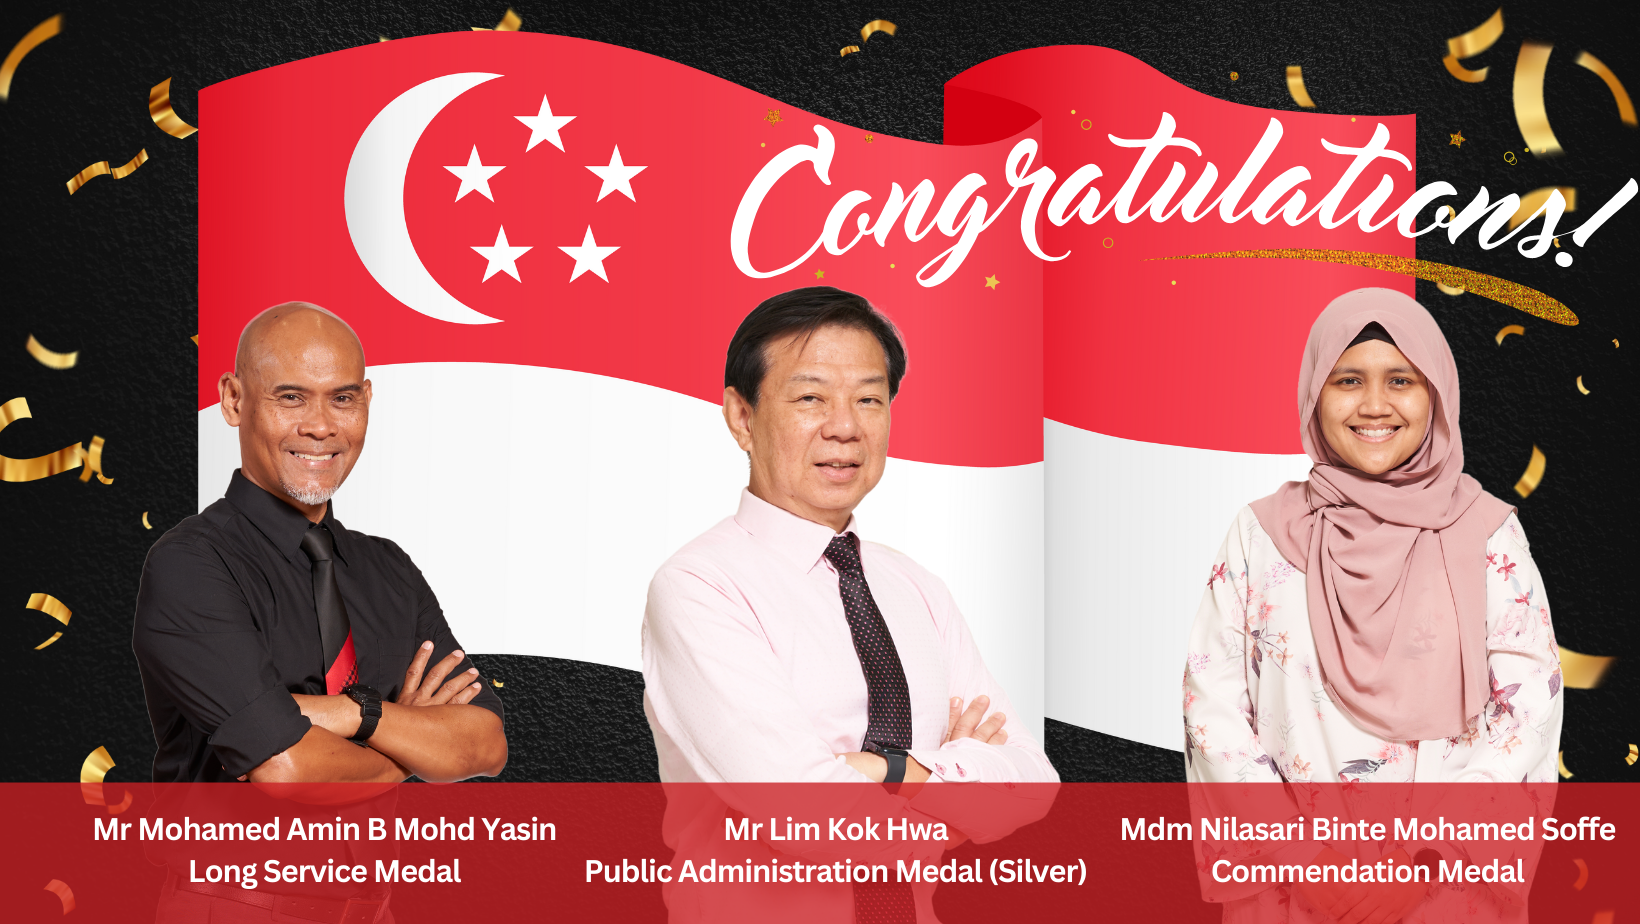 Congratulations!
Mr Mohamed Amin B Mohd Yasin
Long Service Medal
Mr Lim Kok Hwa
Public Administration Medal (Silver)
Mdm Nilasari Binte Mohamed Soffe
Commendation Medal